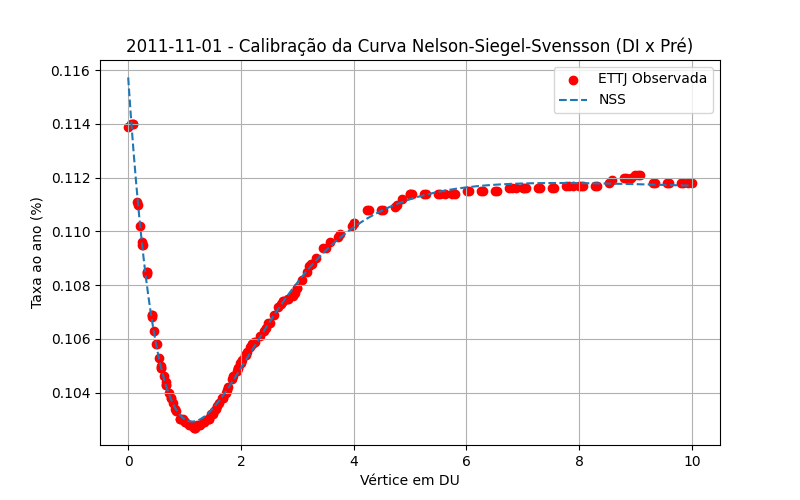 2011-11-01 - Calibração da Curva Nelson-Siegel-Svensson (DI x Pré)
ETTJ Observada
NSS
Taxa ao ano (%)
0.116
0.114
0.112
0.110
0.108
0.106
0.104
0 2 4 6 8 10
Vértice em DU